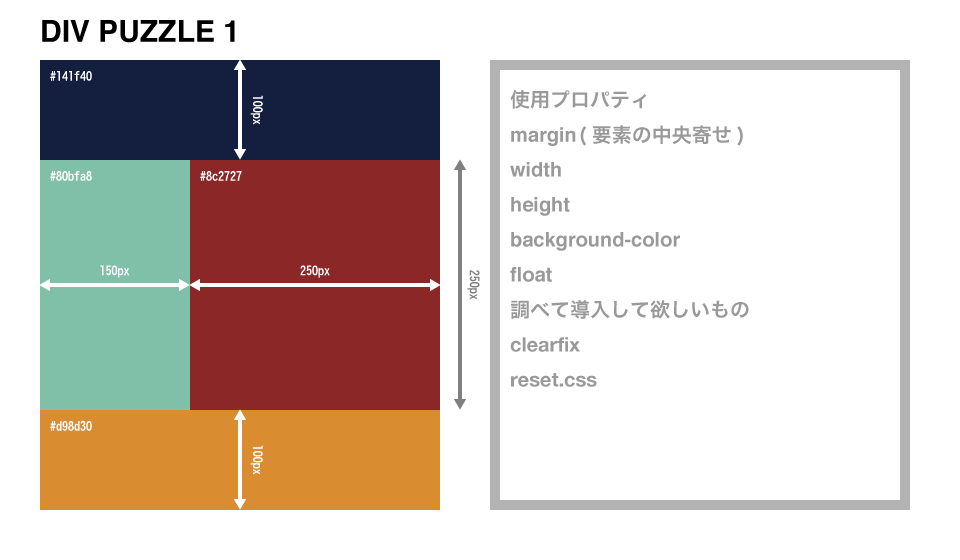 DIV PUZZLE 1
#141f40
100px
#80bfa8
#8c2727
150px
250px
250px
#d98d30
100px
使用プロパティ
margin ( 要素の中央寄せ )
width
height
background-color
float
調べて導入して欲しいもの
clearfix
reset.css